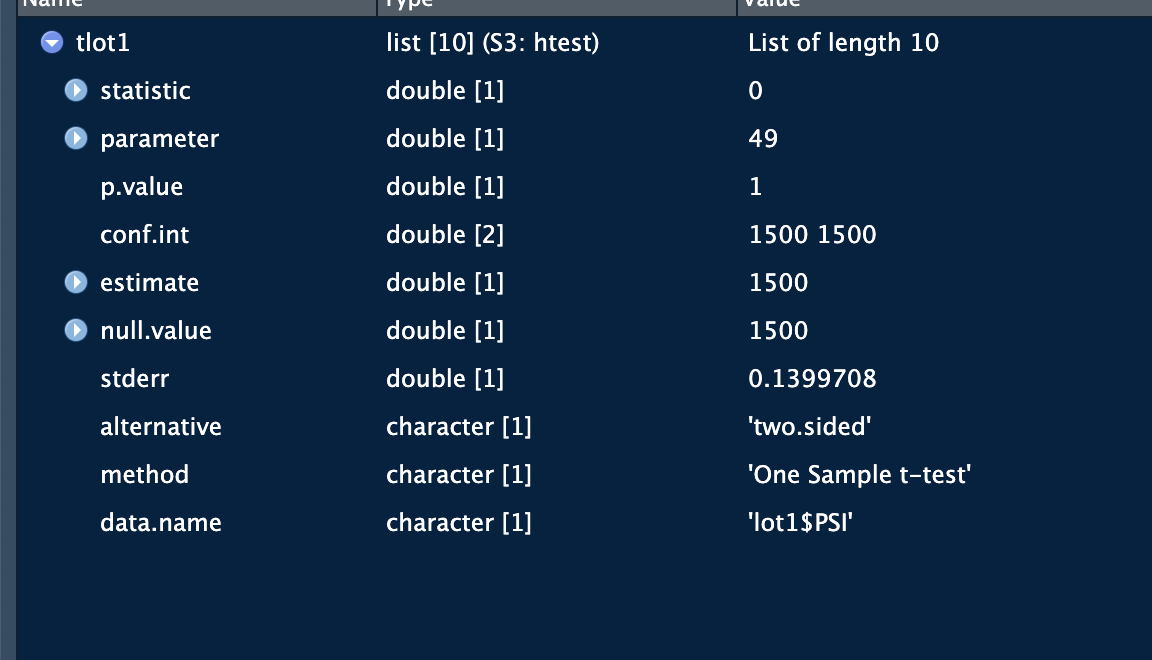 Name Type Value
tlot1 list [10] (S3: htest) List of length 10
statistic double [1] 0
parameter double [1] 49
p.value double [1] 1
conf.int double [2] 1500 1500
estimate double [1] 1500
null.value double [1] 1500
stderr double [1] 0.1399708
alternative character [1] 'two.sided'
method character [1] 'One Sample t-test'
data.name character [1] 'lot1$PSI'